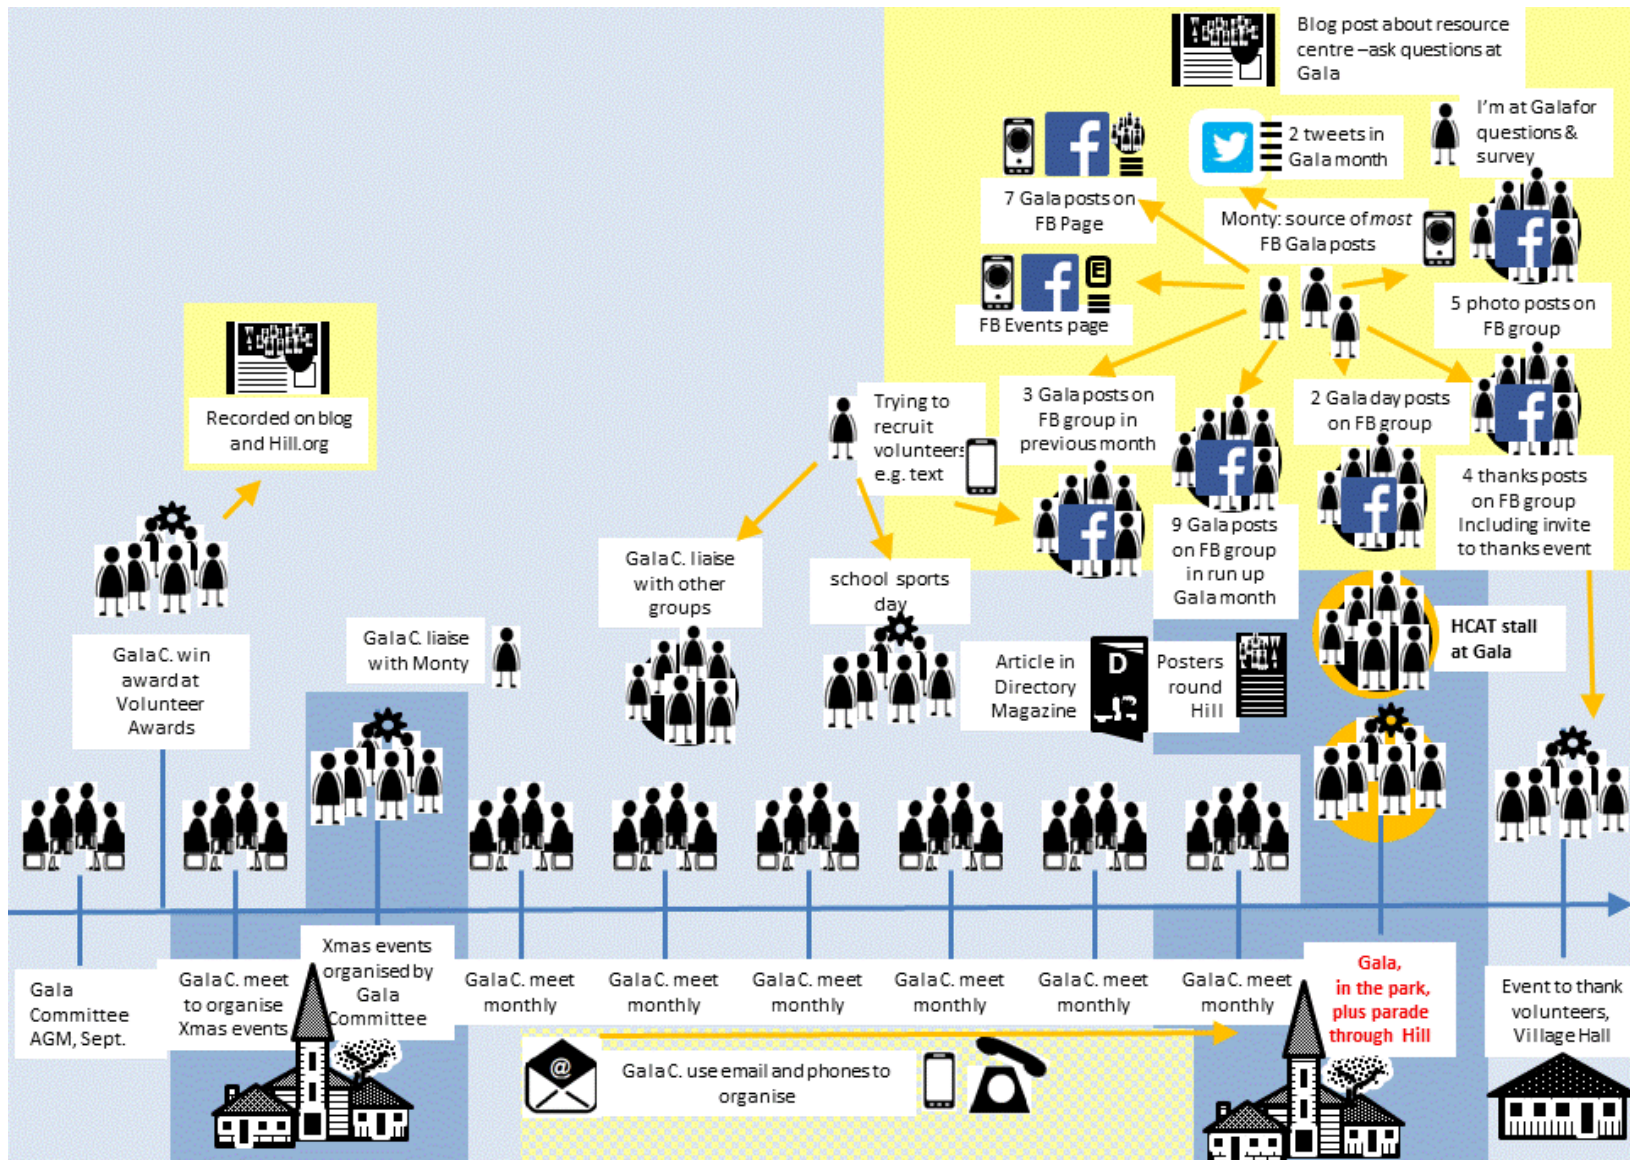 Blog post about resource
centre –ask questions at
Gala
I'm at Galafor
questions &
survey
2 tweets in
Gala month
7 Gala posts on
FB Page
Monty: source of most
FB Gala posts
E
FB Events page
5 photo posts on
FB group
Recorded on blog
and Hill.org
Trying to
recruit
volunteers
e.g. text
3 Gala posts on
FB group in
previous month
2 Gala day posts
on FB group
4 thanks posts
on FB group
Including invite
to thanks event
9 Gala posts
on FB group
in run up
Gala month
Gala C. liaise
with other
groups
school sports
day
Gala C. win
award at
Volunteer
Awards
Gala C. liaise
with Monty
Article in
Directory
Magazine
D
Posters
round
Hill
HCAT stall
at Gala
Gala
Committee
AGM, Sept.
Gala C. meet
to organise
Xmas events
Xmas events
organised by
Gala
Committee
Gala C. meet
monthly
Gala C. meet
monthly
Gala C. meet
monthly
Gala C. meet
monthly
Gala C. meet
monthly
Gala C. meet
monthly
Gala,
in the park,
plus parade
through Hill
Event to thank
volunteers,
Village Hall
@
Gala C. use email and phones to
organise